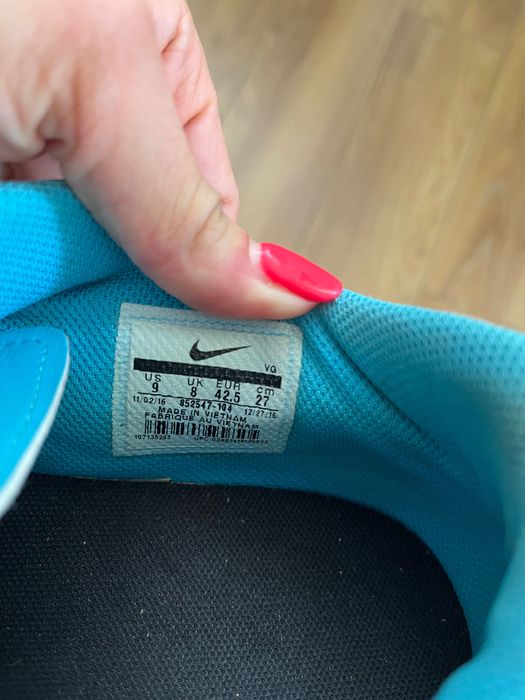 VG
US UK EUR cm
9 8 42.5 27
11/02/16 852547-104 12/27/16
MADE IN VIETNAM
FABRIQUE AU VIETNAM